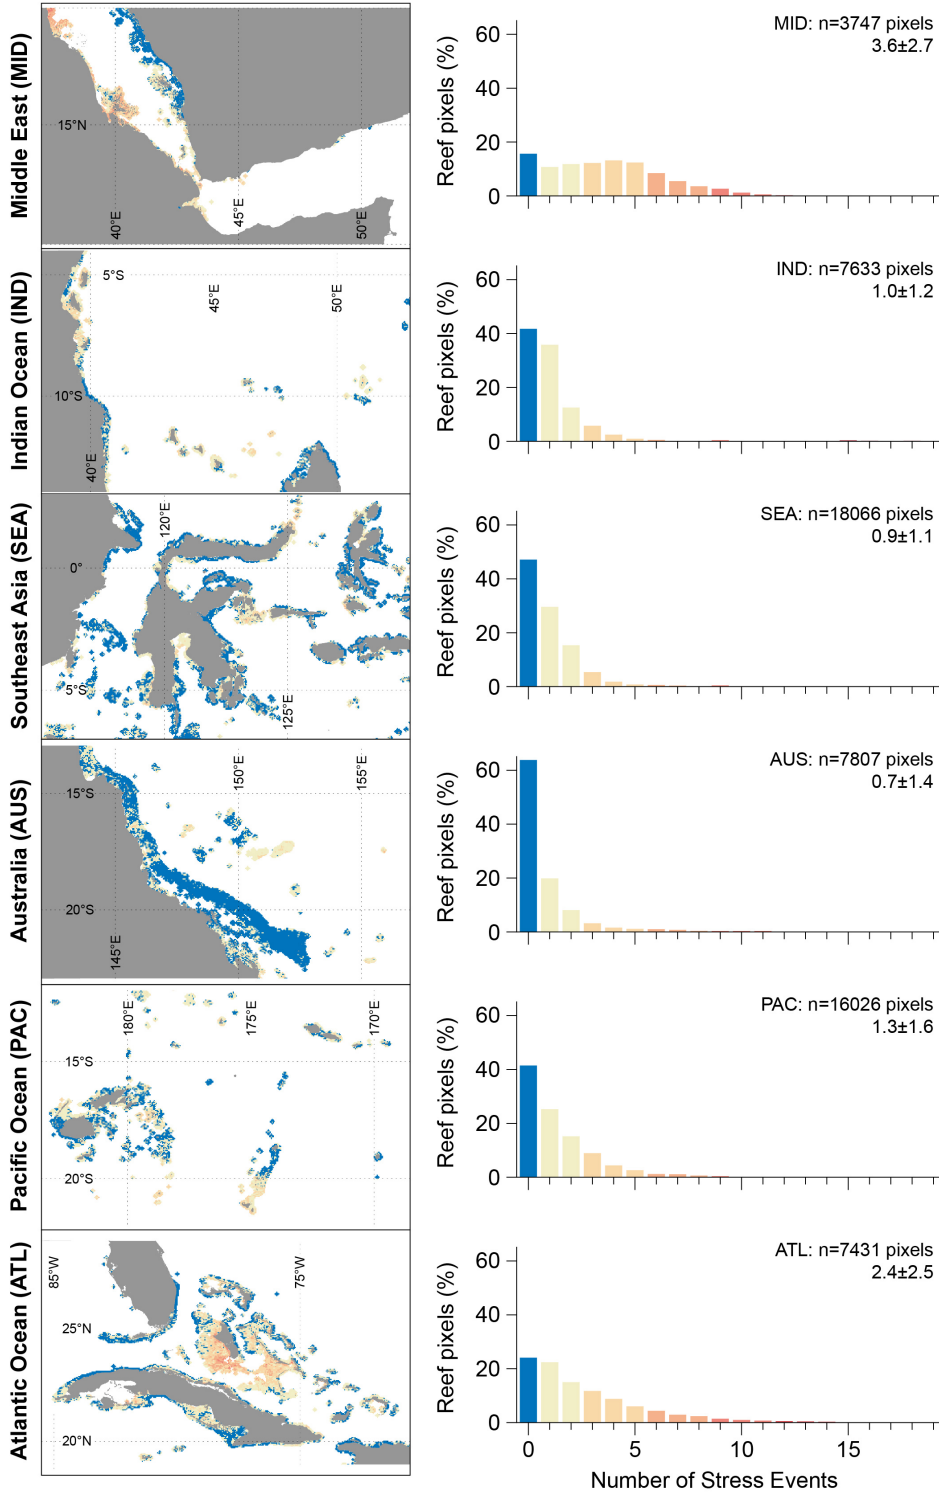 Middle East (MID)
15°N
40°E
45°E
50°E
Reef pixels (%)
60
40
20
0
MID: n=3747 pixels
3.6±2.7
Indian Ocean (IND)
5°S
10°S
40°E
45°E
50°E
Reef pixels (%)
60
40
20
0
IND: n=7633 pixels
1.0±1.2
Southeast Asia (SEA)
0°
5°S
120°E
125°E
Reef pixels (%)
60
40
20
0
SEA: n=18066 pixels
0.9±1.1
Australia (AUS)
15°S
20°S
145°E
150°E
155°E
Reef pixels (%)
60
40
20
0
AUS: n=7807 pixels
0.7±1.4
Pacific Ocean (PAC)
15°S
20°S
180°E
175°E
170°E
Reef pixels (%)
60
40
20
0
PAC: n=16026 pixels
1.3±1.6
Atlantic Ocean (ATL)
85°W
75°W
25°N
20°N
Reef pixels (%)
60
40
20
0
ATL: n=7431 pixels
2.4±2.5
0 5 10 15
Number of Stress Events